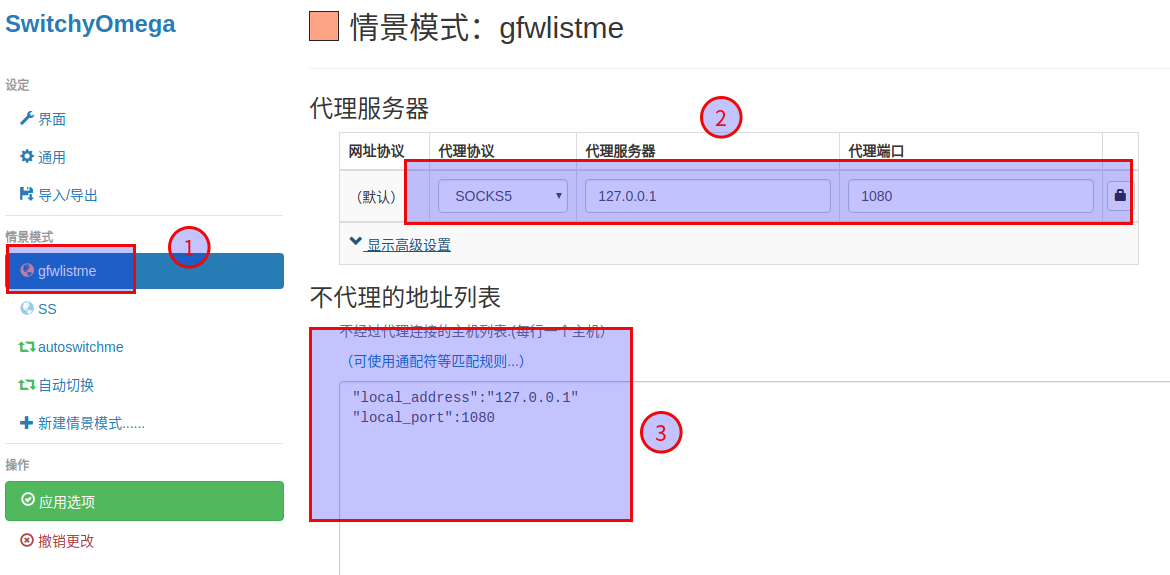 SwitchyOmega
设定
界面
通用
导入/导出
情景模式
1
gfwlistme
SS
autoswitchme
自动切换
新建情景模式......
操作
应用选项
撤销更改
情景模式：gfwlistme
代理服务器
2
网址协议 代理协议 代理服务器 代理端口
（默认） SOCKS5 127.0.0.1 1080
显示高级设置
不代理的地址列表
不经过代理连接的主机列表:(每行一个主机)
（可使用通配符等匹配规则...）
"local_address":"127.0.0.1"
"local_port":1080
3